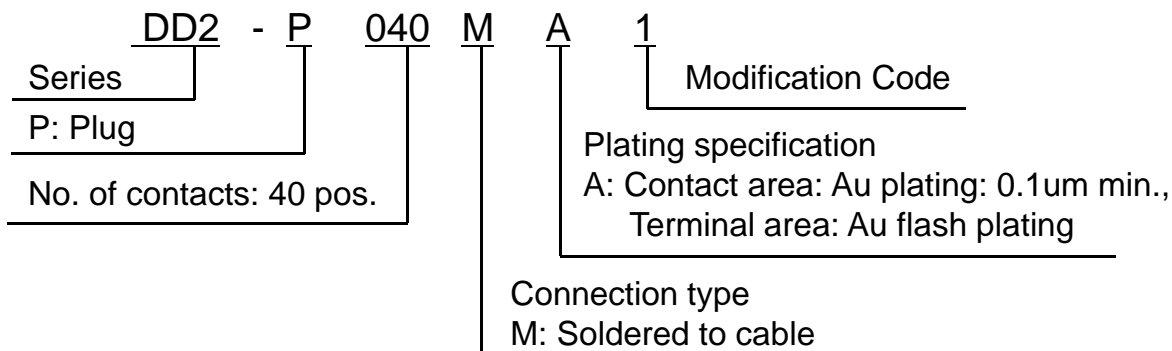 DD2 - P 040 M A 1
Series
Modification Code
P: Plug
Plating specification
A: Contact area: Au plating: 0.1um min.,
Terminal area: Au flash plating
No. of contacts: 40 pos.
Connection type
M: Soldered to cable